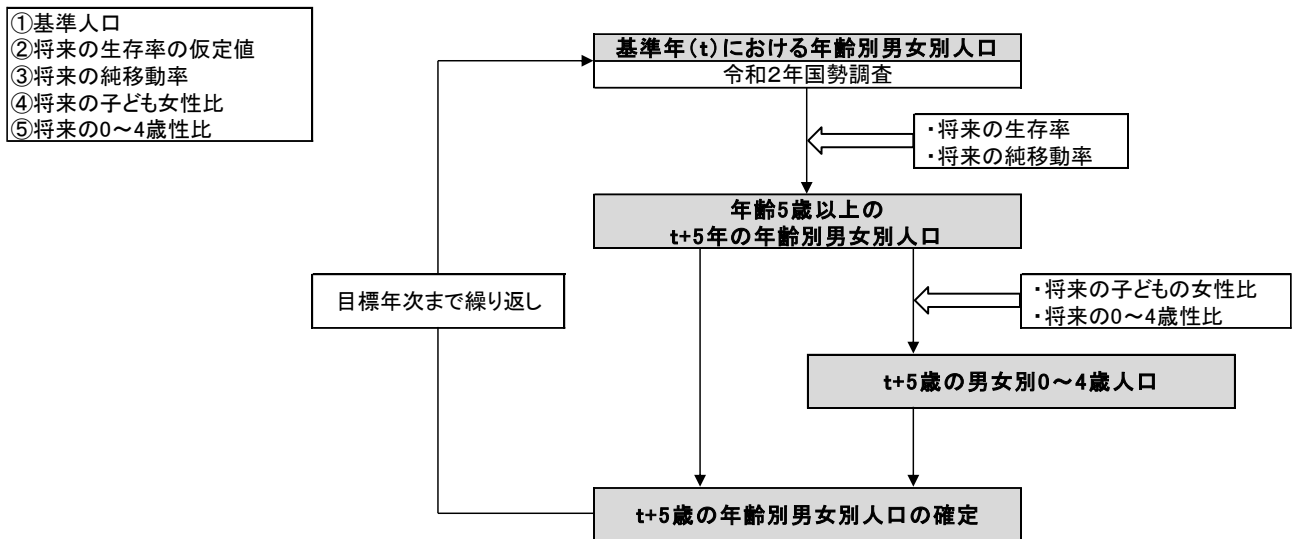 ①基準人口
②将来の生存率の仮定値
③将来の純移動率
④将来の子ども女性比
⑤将来の0～4歳性比
基準年（t）における年齢別男女別人口
令和２年国勢調査
・将来の生存率
・将来の純移動率
年齢5歳以上の
t+5年の年齢別男女別人口
目標年次まで繰り返し
・将来の子どもの女性比
・将来の0～4歳性比
t+5歳の男女別0～4歳人口
t+5歳の年齢別男女別人口の確定